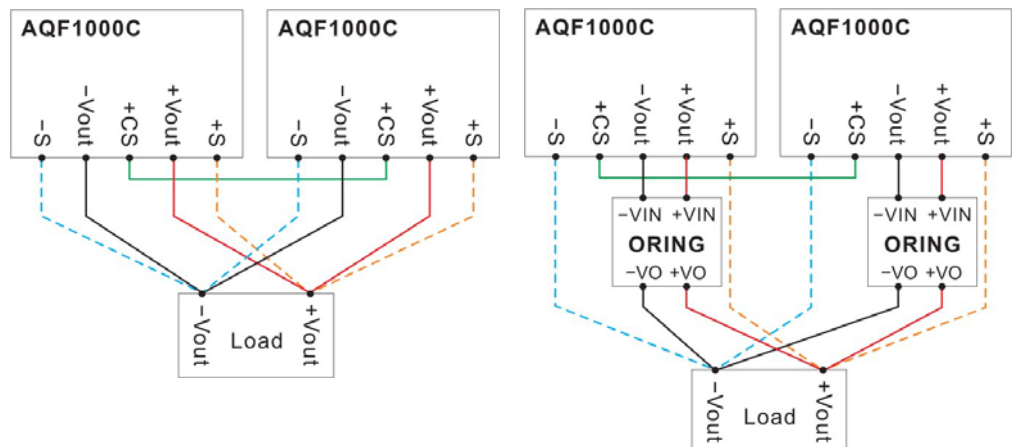 AQF1000C
−S
−Vout
+CS
+Vout
+S
AQF1000C
−S
−Vout
+CS
+Vout
+S
−Vout
Load
+Vout
AQF1000C
−S
+CS
−Vout
+Vout
+S
AQF1000C
−S
+CS
−Vout
+Vout
+S
−VIN +VIN
ORING
−VO +VO
−VIN +VIN
ORING
−VO +VO
−Vout
Load
+Vout